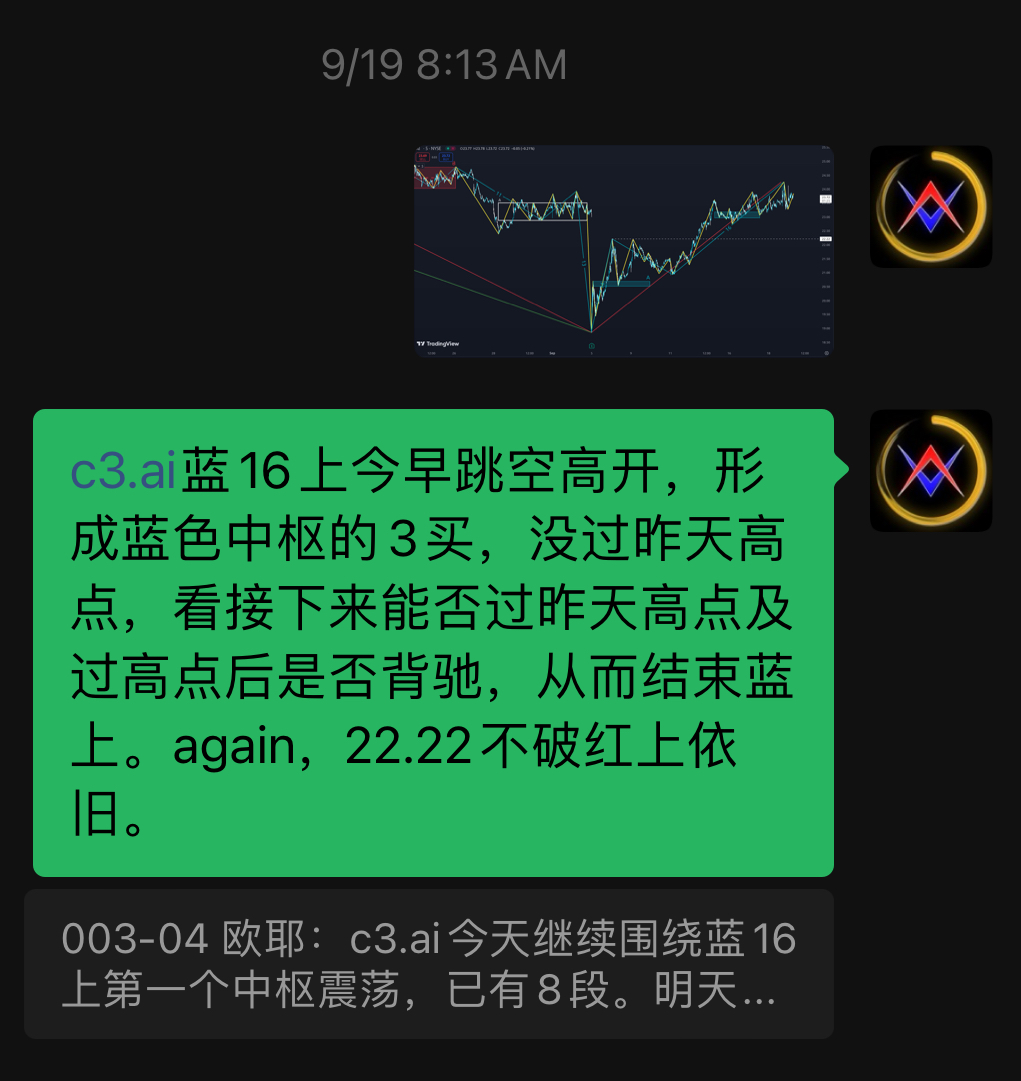 9/19 8:13 AM
TradingView
c3.ai蓝16上今早跳空高开，形
成蓝色中枢的3买，没过昨天高
点，看接下来能否过昨天高点及
过高点后是否背驰，从而结束蓝
上。again，22.22不破红上依
旧。
003-04 欧耶：c3.ai今天继续围绕蓝16
上第一个中枢震荡，已有8段。明天...